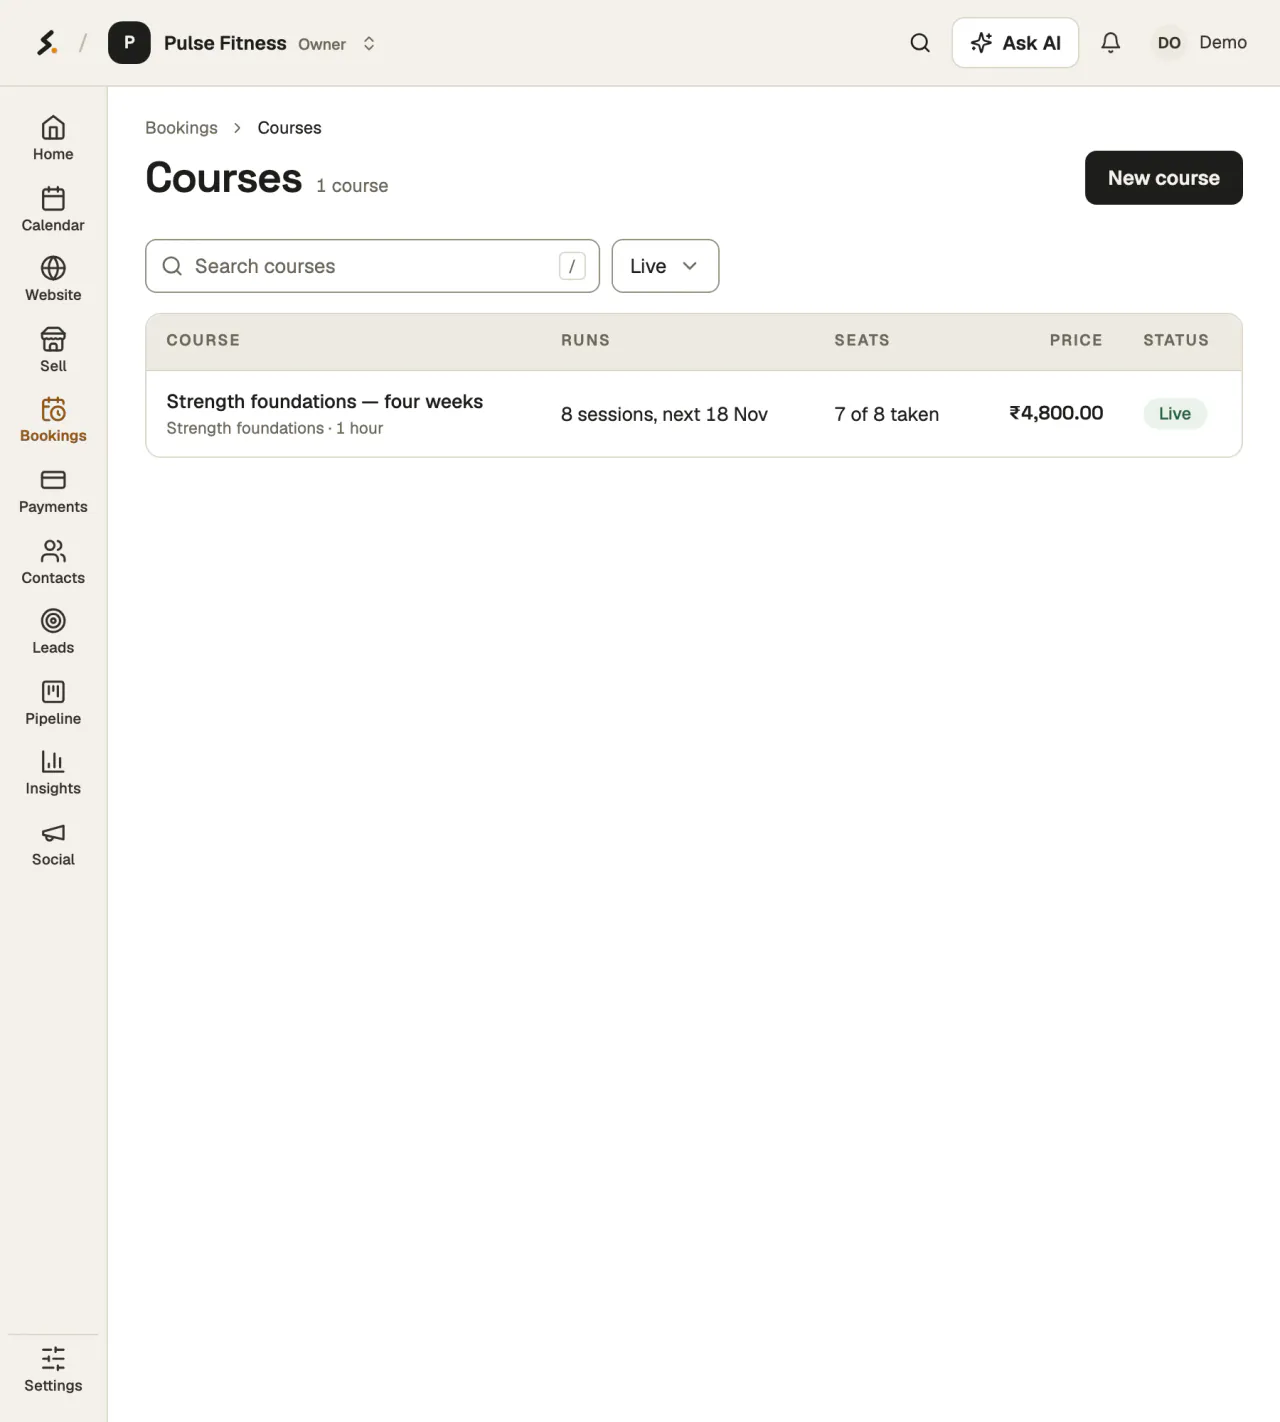 / P Pulse Fitness Owner
Ask AI
DO Demo
Home
Calendar
Website
Sell
Bookings
Payments
Contacts
Leads
Pipeline
Insights
Social
Settings
Bookings > Courses
Courses 1 course
New course
Search courses /
Live
COURSE RUNS SEATS PRICE STATUS
Strength foundations — four weeks
Strength foundations · 1 hour
8 sessions, next 18 Nov
7 of 8 taken
₹4,800.00
Live